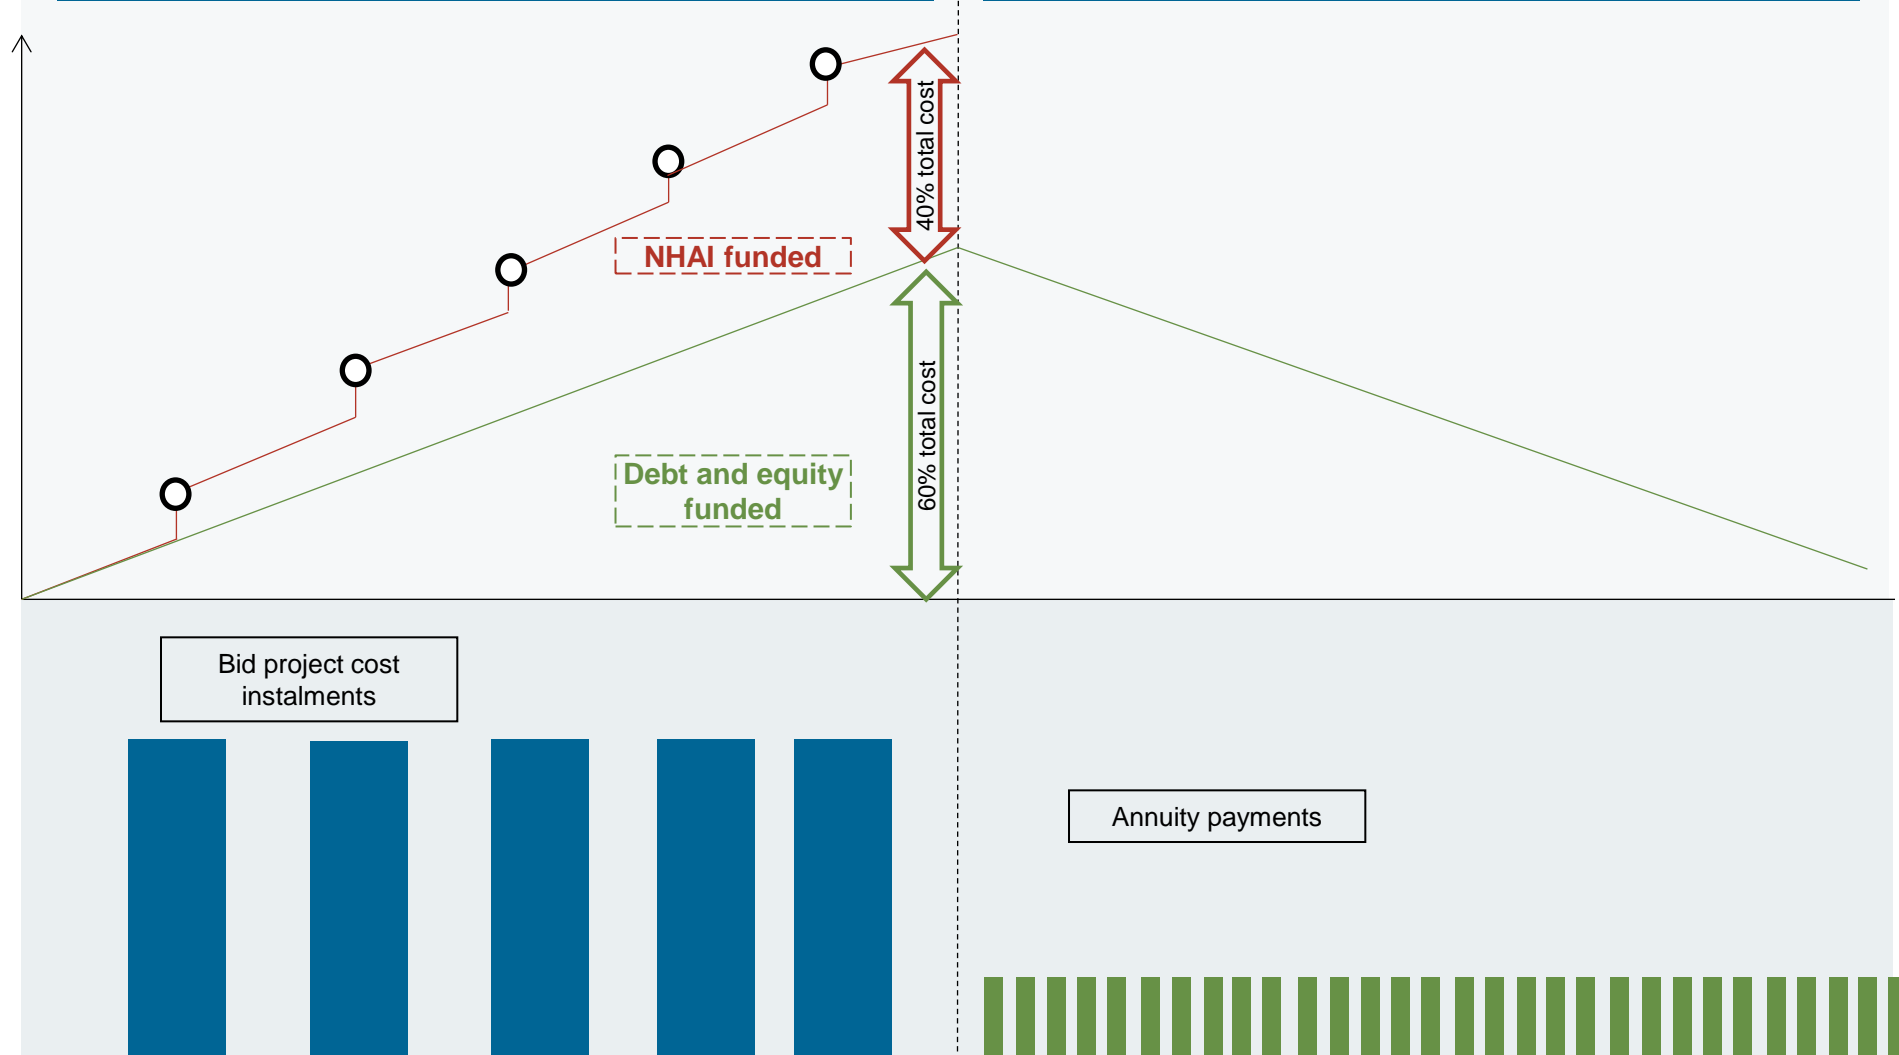 40% total cost
NHAI funded
60% total cost
Debt and equity
funded
Bid project cost
instalments
Annuity payments